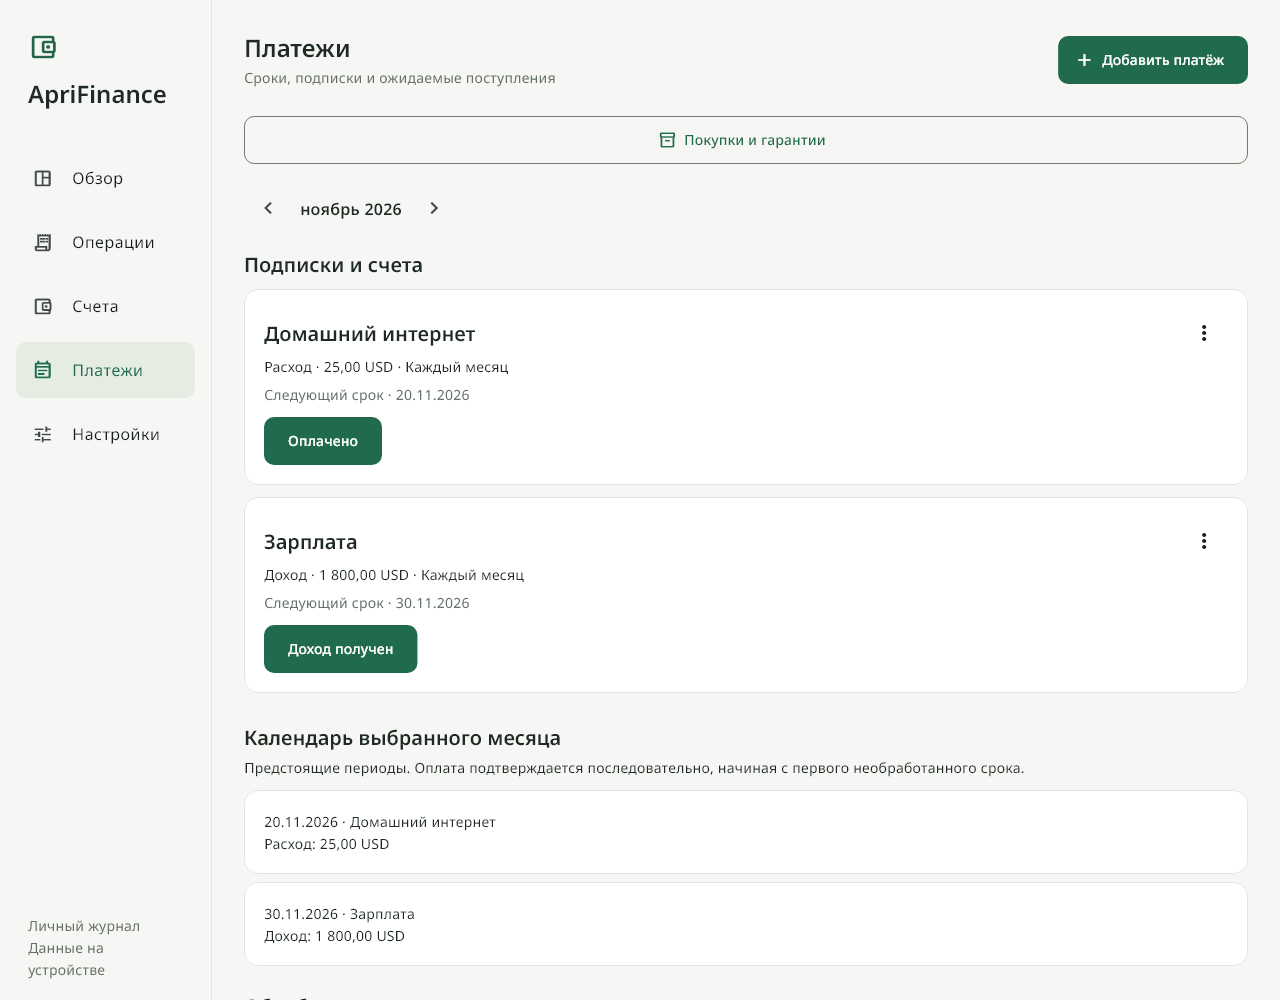 ApriFinance
Обзор
Операции
Счета
Платежи
Настройки
Личный журнал
Данные на
устройстве
Платежи
Сроки, подписки и ожидаемые поступления
Добавить платёж
Покупки и гарантии
ноябрь 2026
Подписки и счета
Домашний интернет
Расход · 25,00 USD · Каждый месяц
Следующий срок · 20.11.2026
Оплачено
Зарплата
Доход · 1 800,00 USD · Каждый месяц
Следующий срок · 30.11.2026
Доход получен
Календарь выбранного месяца
Предстоящие периоды. Оплата подтверждается последовательно, начиная с первого необработанного срока.
20.11.2026 · Домашний интернет
Расход: 25,00 USD
30.11.2026 · Зарплата
Доход: 1 800,00 USD